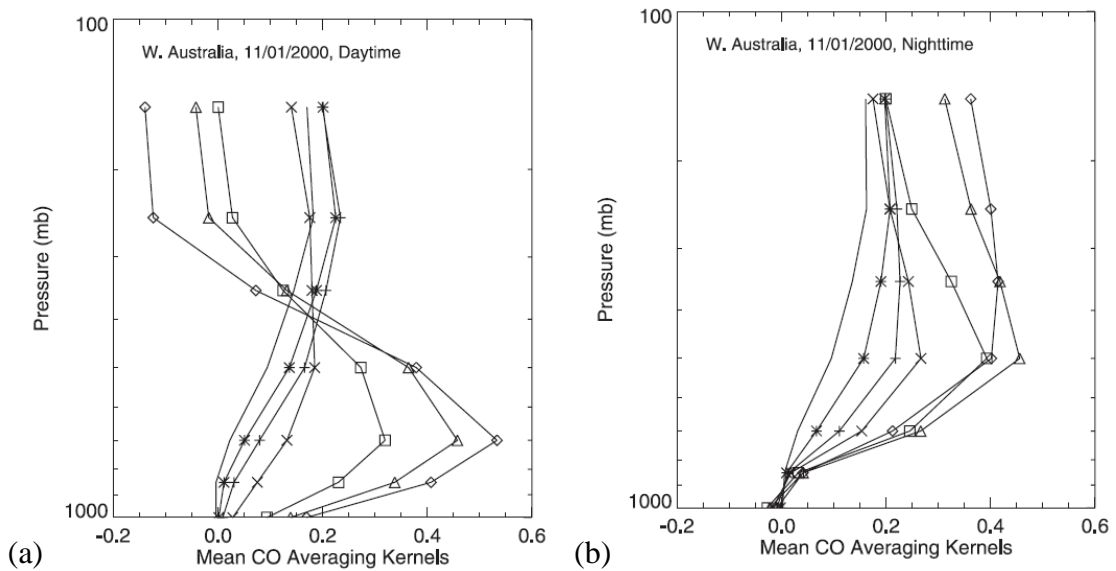 100
W. Australia, 11/01/2000, Daytime
Pressure (mb)
1000
-0.2 0.0 0.2 0.4 0.6
Mean CO Averaging Kernels
(a)
100
W. Australia, 11/01/2000, Nighttime
Pressure (mb)
1000
-0.2 0.0 0.2 0.4 0.6
Mean CO Averaging Kernels
(b)